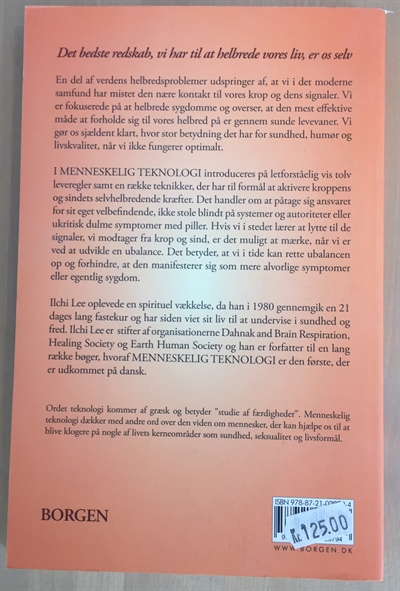 Det bedste redskab, vi har til at helbrede vores liv, er os selv
En del af verdens helbredsproblemer udspringer af, at vi i det moderne
samfund har mistet den nære kontakt til vores krop og dens signaler. Vi
er fokuserede på at helbrede sygdomme og overser, at den mest effektive
måde at forholde sig til vores helbred på er gennem sunde levevaner. Vi
gør os sjældent klart, hvor stor betydning det har for sundhed, humør og
livskvalitet, når vi ikke fungerer optimalt.
I MENNESKELIG TEKNOLOGI introduceres på letforståelig vis tolv
leveregler samt en række teknikker, der har til formål at aktivere kroppens
og sindets selvhelbredende kræfter. Det handler om at påtage sig ansvaret
for sit eget velbefindende, ikke stole blindt på systemer og autoriteter eller
ukritisk dulme symptomer med piller. Hvis vi i stedet lærer at lytte til de
signaler, vi modtager fra krop og sind, er det muligt at mærke, når vi er
ved at udvikle en ubalance. Det betyder, at vi i tide kan rette ubalancen
op og forhindre, at den manifesterer sig som mere alvorlige symptomer
eller egentlig sygdom.
Ilchi Lee oplevede en spirituel vækkelse, da han i 1980 gennemgik en 21
dages lang fastekur og har siden viet sit liv til at undervise i sundhed og
fred. Ilchi Lee er stifter af organisationerne Dahnak and Brain Respiration,
Healing Society og Earth Human Society og han er forfatter til en lang
række bøger, hvoraf MENNESKELIG TEKNOLOGI er den første, der
er udkommet på dansk.
Ordet teknologi kommer af græsk og betyder "studie af færdigheder". Menneskelig
teknologi dækker med andre ord over den viden om mennesker, der kan hjælpe os til at
blive klogere på nogle af livets kerneområder som sundhed, seksualitet og livsformål.
BORGEN
ISBN 978-87-21-
Kr 125.00
WWW.BORGEN.DK